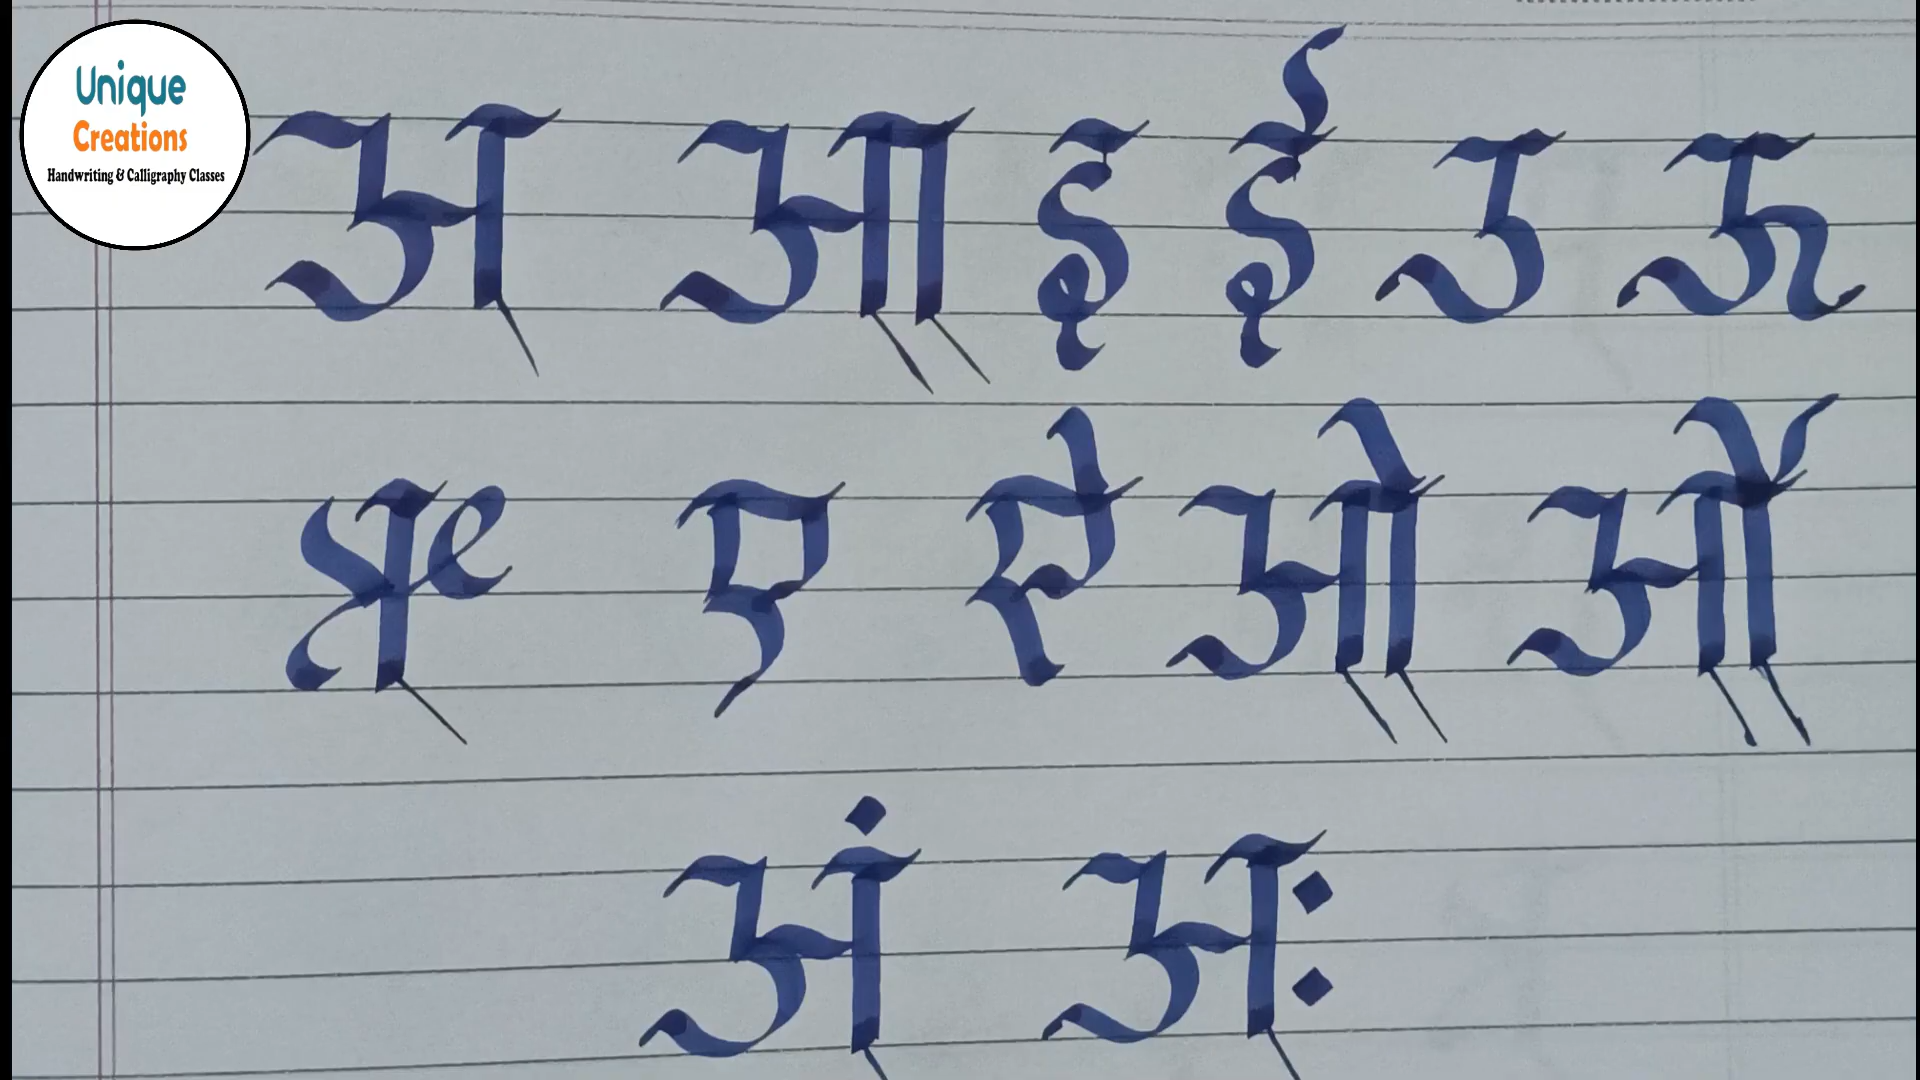 Unique
Creations
Handwriting & Calligraphy Classes
अ आ इ ई उ ऊ
ऋ ए ऐ ओ औ
अं अः